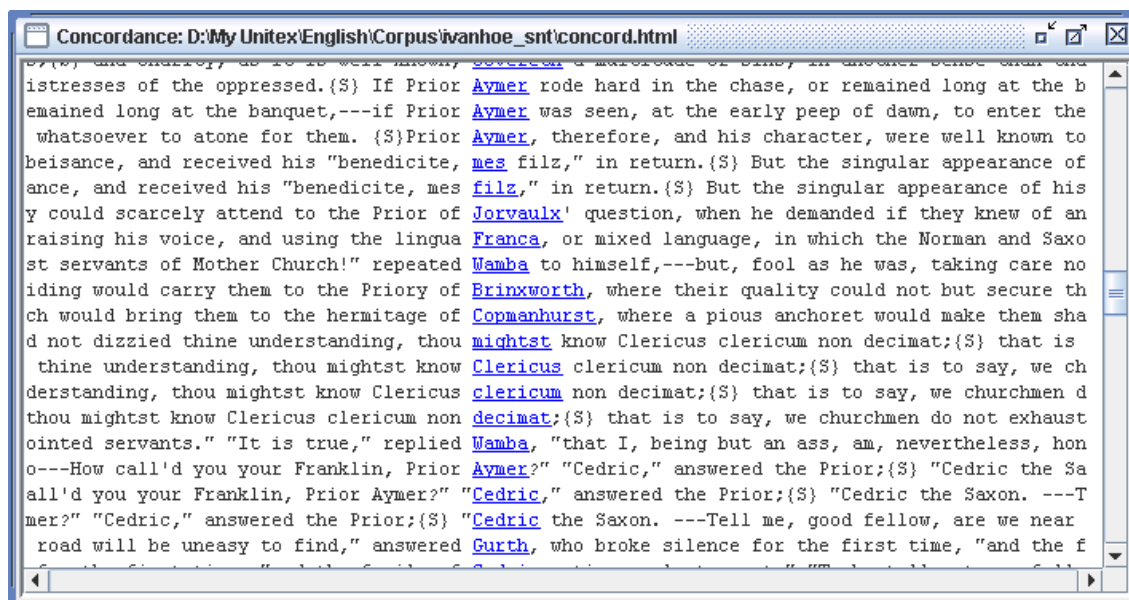 Concordance: D:\My Unitex\English\Corpus\ivanhoe_snt\concord.html
istresses of the oppressed.{S} If Prior Aymer rode hard in the chase, or remained long at the b
emained long at the banquet,---if Prior Aymer was seen, at the early peep of dawn, to enter the
whatsoever to atone for them. {S}Prior Aymer, therefore, and his character, were well known to
beisance, and received his "benedicite, mes filz," in return.{S} But the singular appearance of
ance, and received his "benedicite, mes filz," in return.{S} But the singular appearance of his
y could scarcely attend to the Prior of Jorvaulx' question, when he demanded if they knew of an
raising his voice, and using the lingua Franca, or mixed language, in which the Norman and Saxo
st servants of Mother Church!" repeated Wamba to himself,---but, fool as he was, taking care no
iding would carry them to the Priory of Brinxworth, where their quality could not but secure th
ch would bring them to the hermitage of Copmanhurst, where a pious anchoret would make them sha
d not dizzied thine understanding, thou mightst know Clericus clericum non decimat;{S} that is
thine understanding, thou mightst know Clericus clericum non decimat;{S} that is to say, we ch
derstanding, thou mightst know Clericus clericum non decimat;{S} that is to say, we churchmen d
thou mightst know Clericus clericum non decimat;{S} that is to say, we churchmen do not exhaust
ointed servants." "It is true," replied Wamba, "that I, being but an ass, am, nevertheless, hon
o---How call'd you your Franklin, Prior Aymer?" "Cedric," answered the Prior;{S} "Cedric the Sa
all'd you your Franklin, Prior Aymer?" "Cedric," answered the Prior;{S} "Cedric the Saxon. ---T
mer?" "Cedric," answered the Prior;{S} "Cedric the Saxon. ---Tell me, good fellow, are we near
road will be uneasy to find," answered Gurth, who broke silence for the first time, "and the f